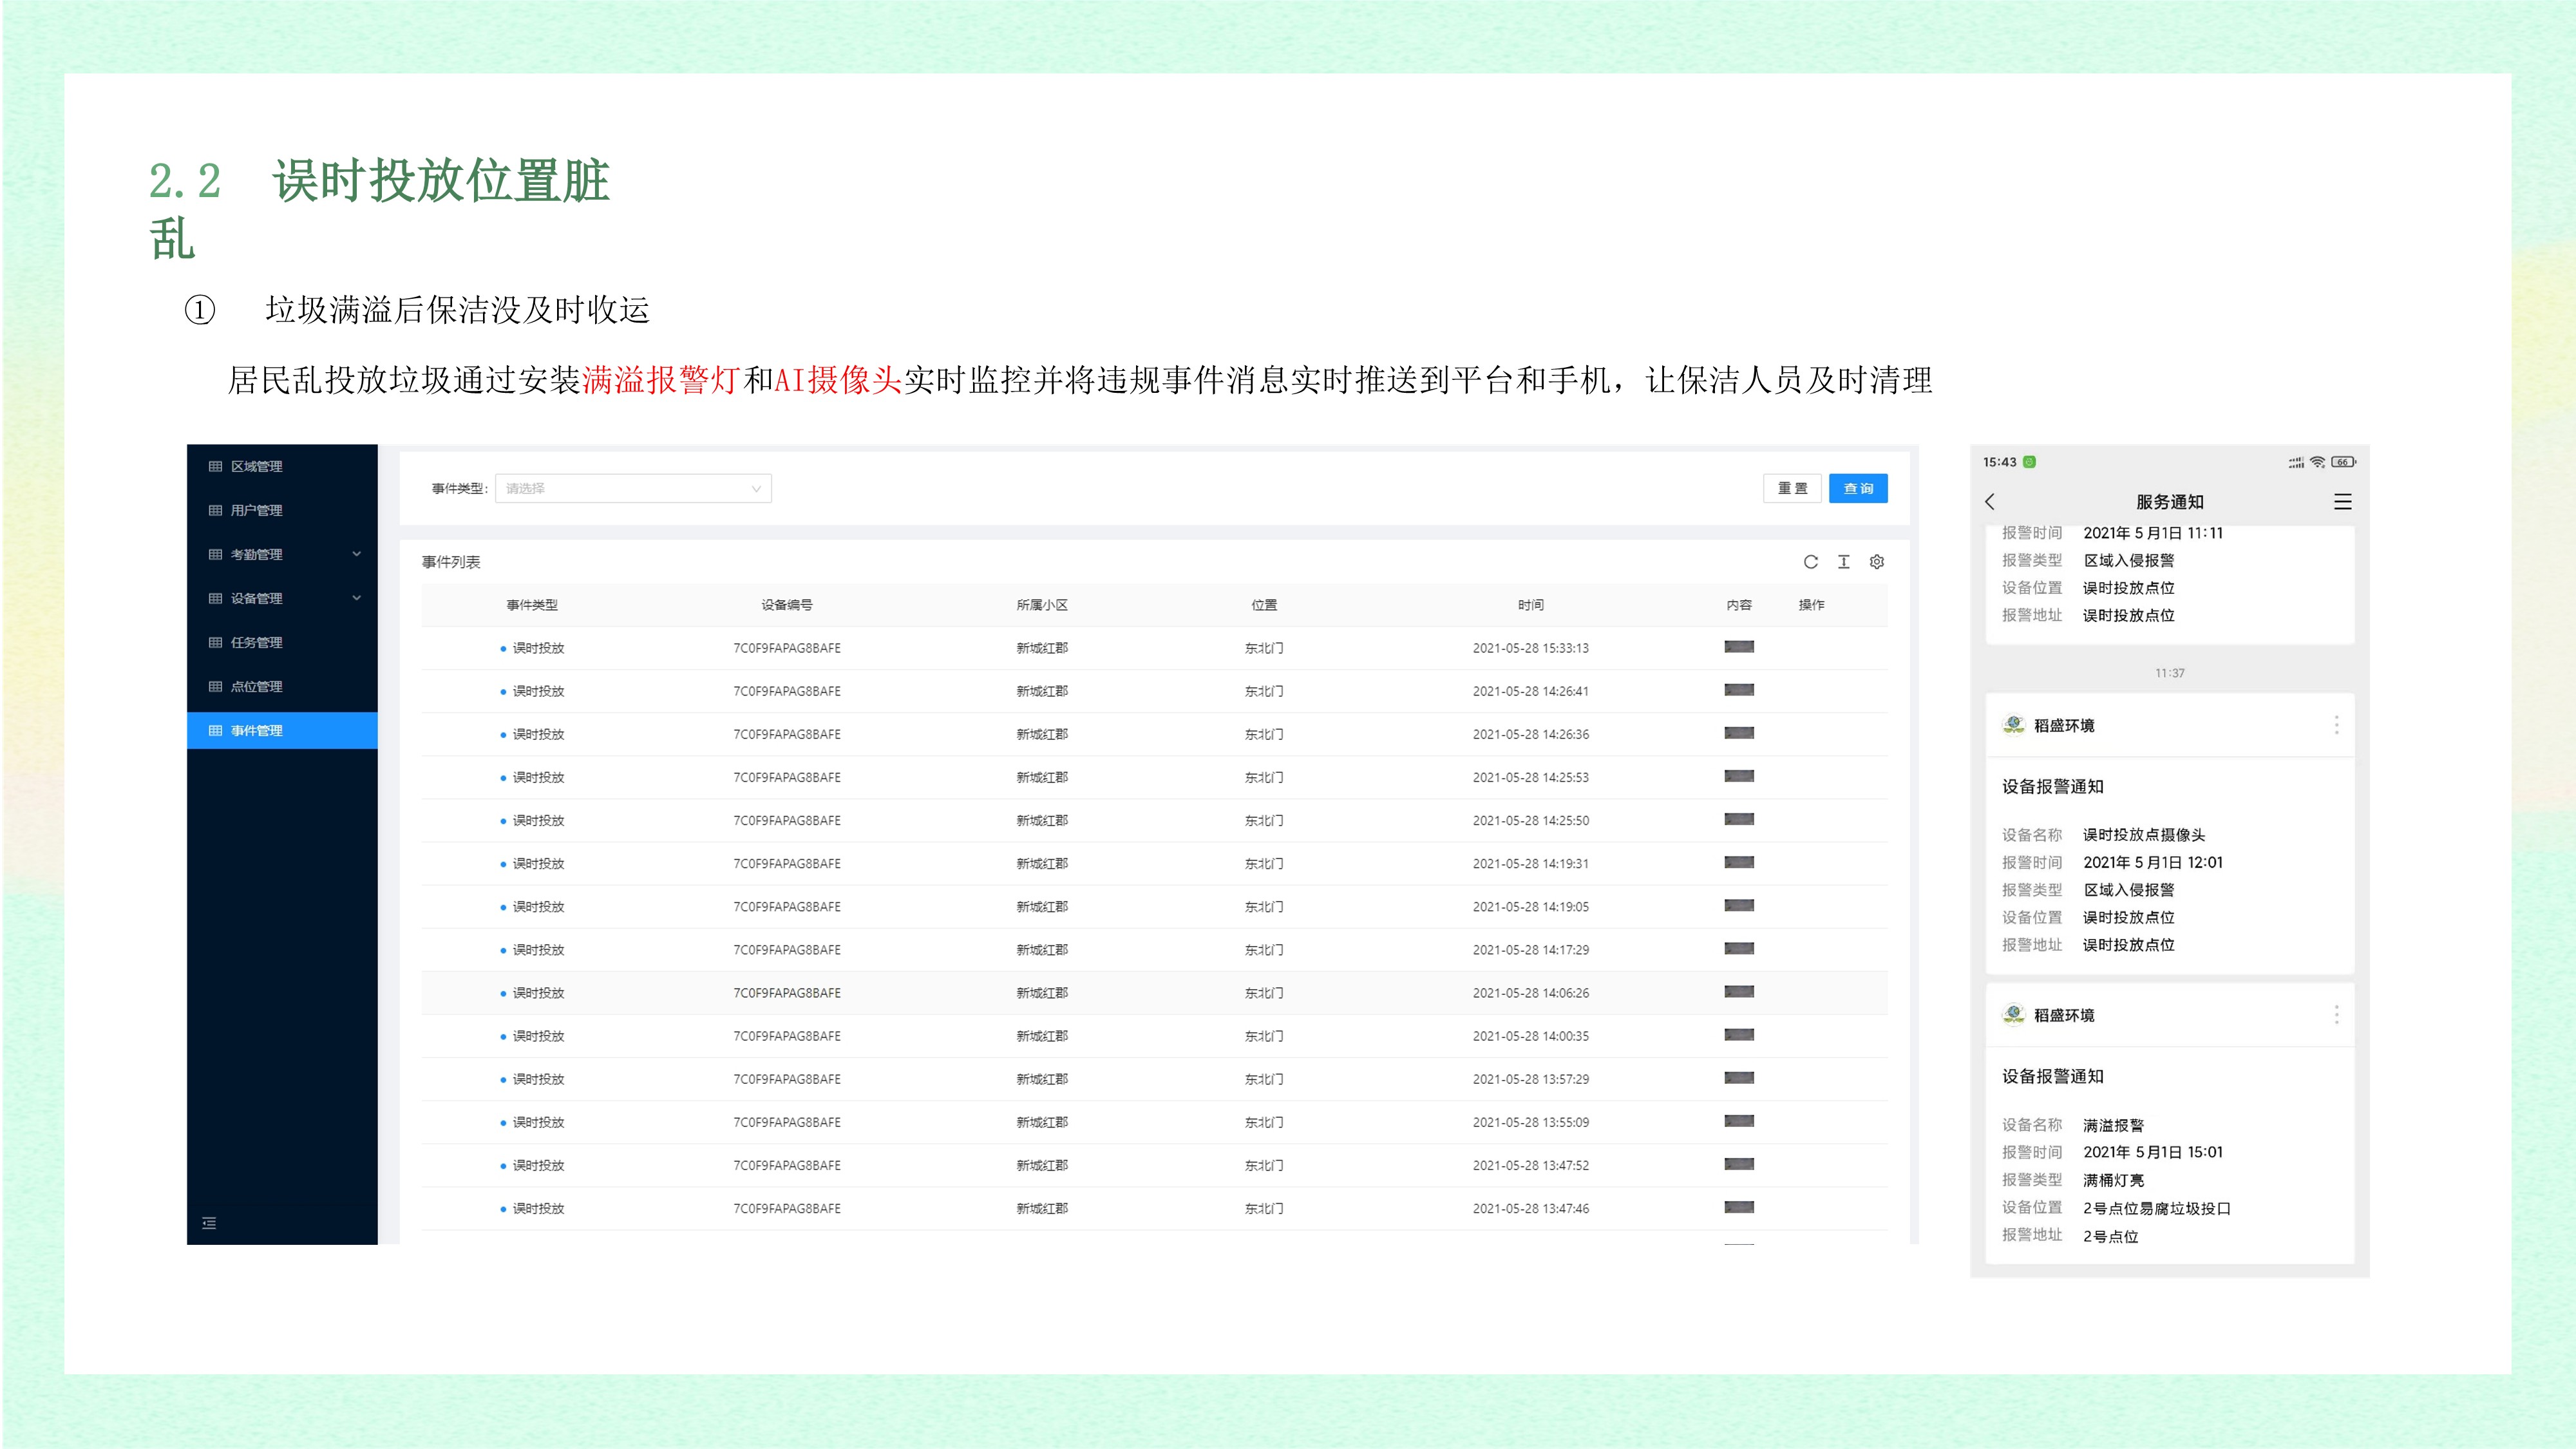 2.2 误时投放位置脏
乱
① 垃圾满溢后保洁没及时收运
居民乱投放垃圾通过安装满溢报警灯和AI摄像头实时监控并将违规事件消息实时推送到平台和手机，让保洁人员及时清理
区域管理
用户管理
考勤管理
设备管理
任务管理
点位管理
事件管理
事件类型: 请选择 重 置 查 询
事件列表
事件类型 设备编号 所属小区 位置 时间 内容 操作
误时投放 7C0F9FAPAG8BAFE 新城红郡 东北门 2021-05-28 15:33:13
误时投放 7C0F9FAPAG8BAFE 新城红郡 东北门 2021-05-28 14:26:41
误时投放 7C0F9FAPAG8BAFE 新城红郡 东北门 2021-05-28 14:26:36
误时投放 7C0F9FAPAG8BAFE 新城红郡 东北门 2021-05-28 14:25:53
误时投放 7C0F9FAPAG8BAFE 新城红郡 东北门 2021-05-28 14:25:50
误时投放 7C0F9FAPAG8BAFE 新城红郡 东北门 2021-05-28 14:19:31
误时投放 7C0F9FAPAG8BAFE 新城红郡 东北门 2021-05-28 14:19:05
误时投放 7C0F9FAPAG8BAFE 新城红郡 东北门 2021-05-28 14:17:29
误时投放 7C0F9FAPAG8BAFE 新城红郡 东北门 2021-05-28 14:06:26
误时投放 7C0F9FAPAG8BAFE 新城红郡 东北门 2021-05-28 14:00:35
误时投放 7C0F9FAPAG8BAFE 新城红郡 东北门 2021-05-28 13:57:29
误时投放 7C0F9FAPAG8BAFE 新城红郡 东北门 2021-05-28 13:55:09
误时投放 7C0F9FAPAG8BAFE 新城红郡 东北门 2021-05-28 13:47:52
误时投放 7C0F9FAPAG8BAFE 新城红郡 东北门 2021-05-28 13:47:46
15:43 66
服务通知
报警时间 2021年 5月1日 11:11
报警类型 区域入侵报警
设备位置 误时投放点位
报警地址 误时投放点位
11:37
稻盛环境
设备报警通知
设备名称 误时投放点摄像头
报警时间 2021年 5月1日 12:01
报警类型 区域入侵报警
设备位置 误时投放点位
报警地址 误时投放点位
稻盛环境
设备报警通知
设备名称 满溢报警
报警时间 2021年 5月1日 15:01
报警类型 满桶灯亮
设备位置 2号点位易腐垃圾投口
报警地址 2号点位